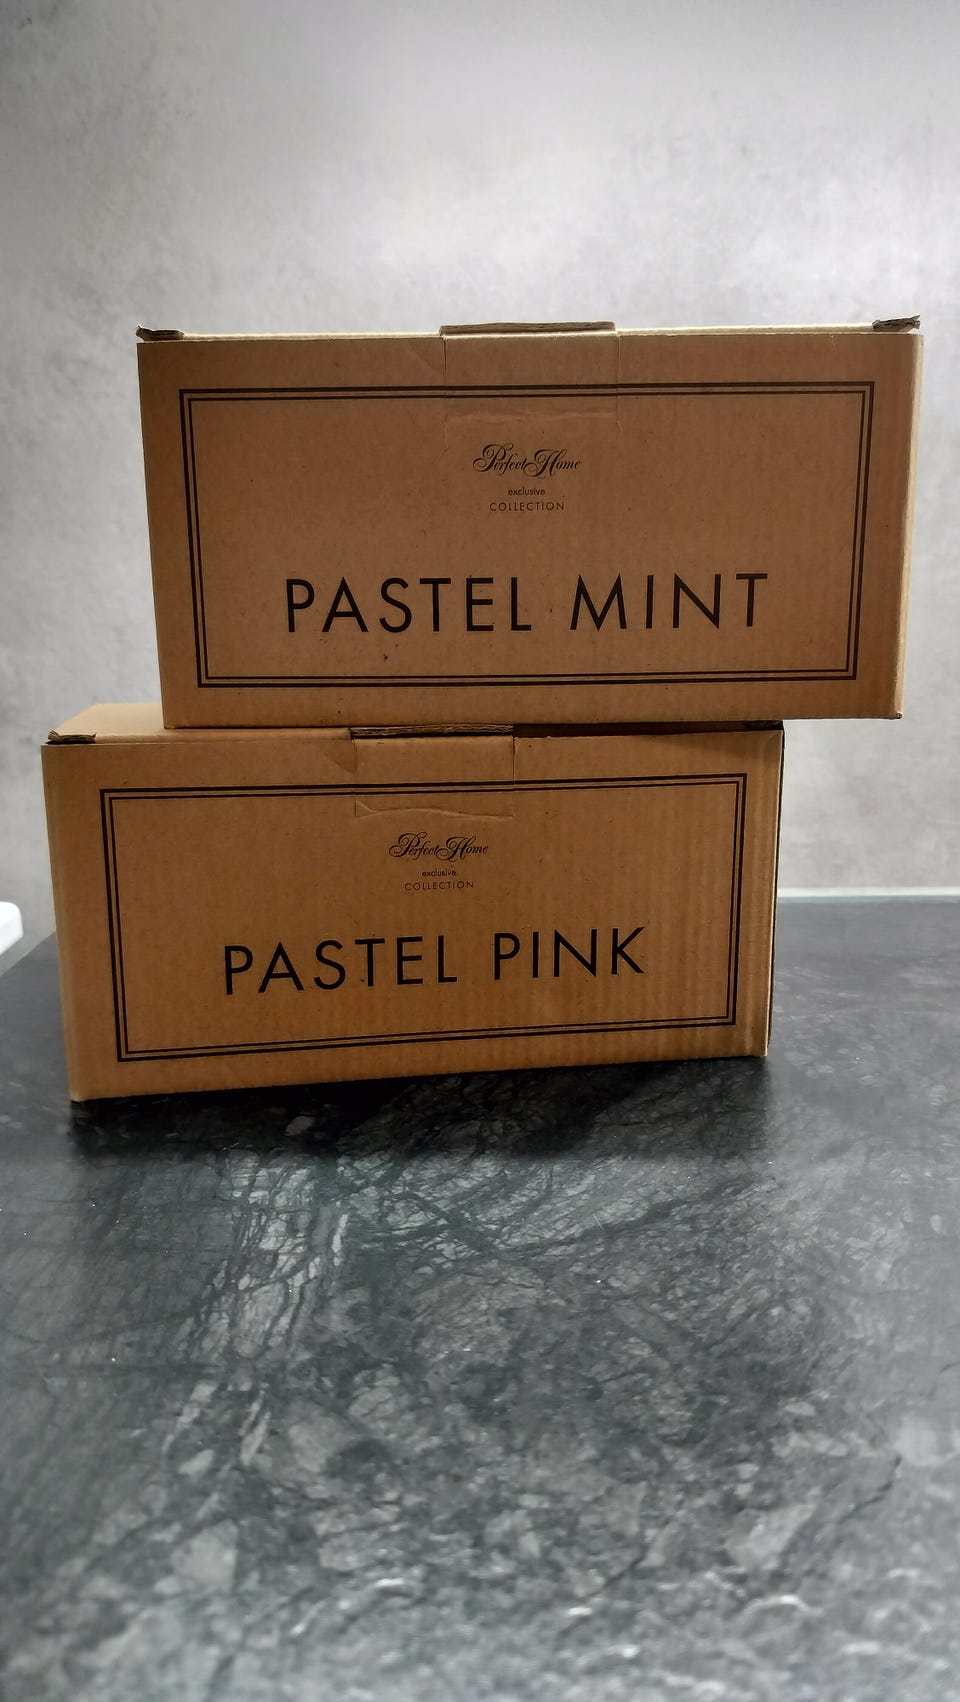 Perfect Home
exclusive
COLLECTION
PASTEL MINT
Perfect Home
exclusive
COLLECTION
PASTEL PINK